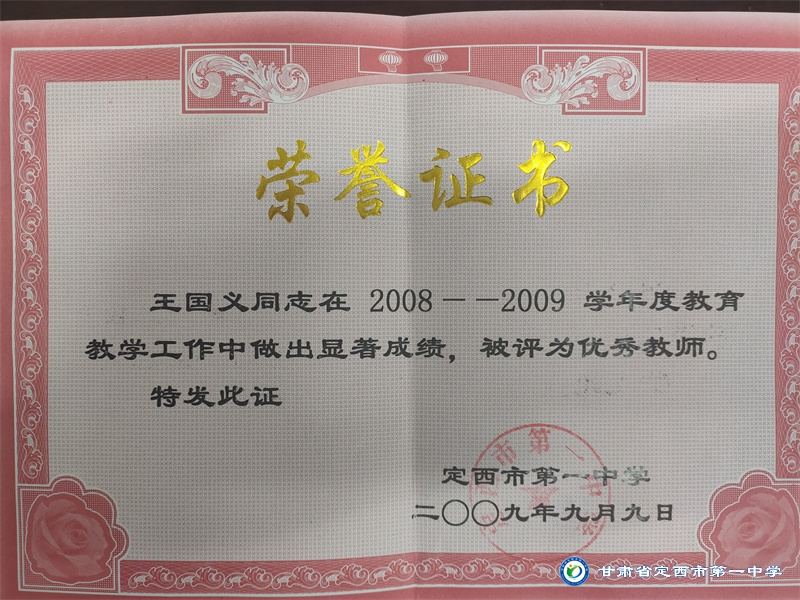 荣誉证书
王国义同志在 2008－－2009 学年度教育
教学工作中做出显著成绩，被评为优秀教师。
特发此证
定西市第一中学
二〇〇九年九月九日
甘肃省定西市第一中学